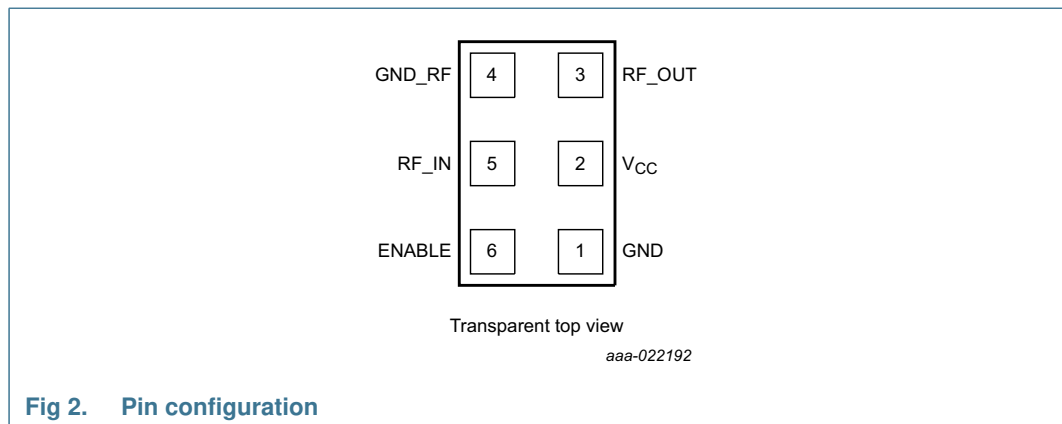 GND_RF 4 3 RF_OUT
RF_IN 5 2 VCC
ENABLE 6 1 GND
Transparent top view
aaa-022192
Fig 2. Pin configuration